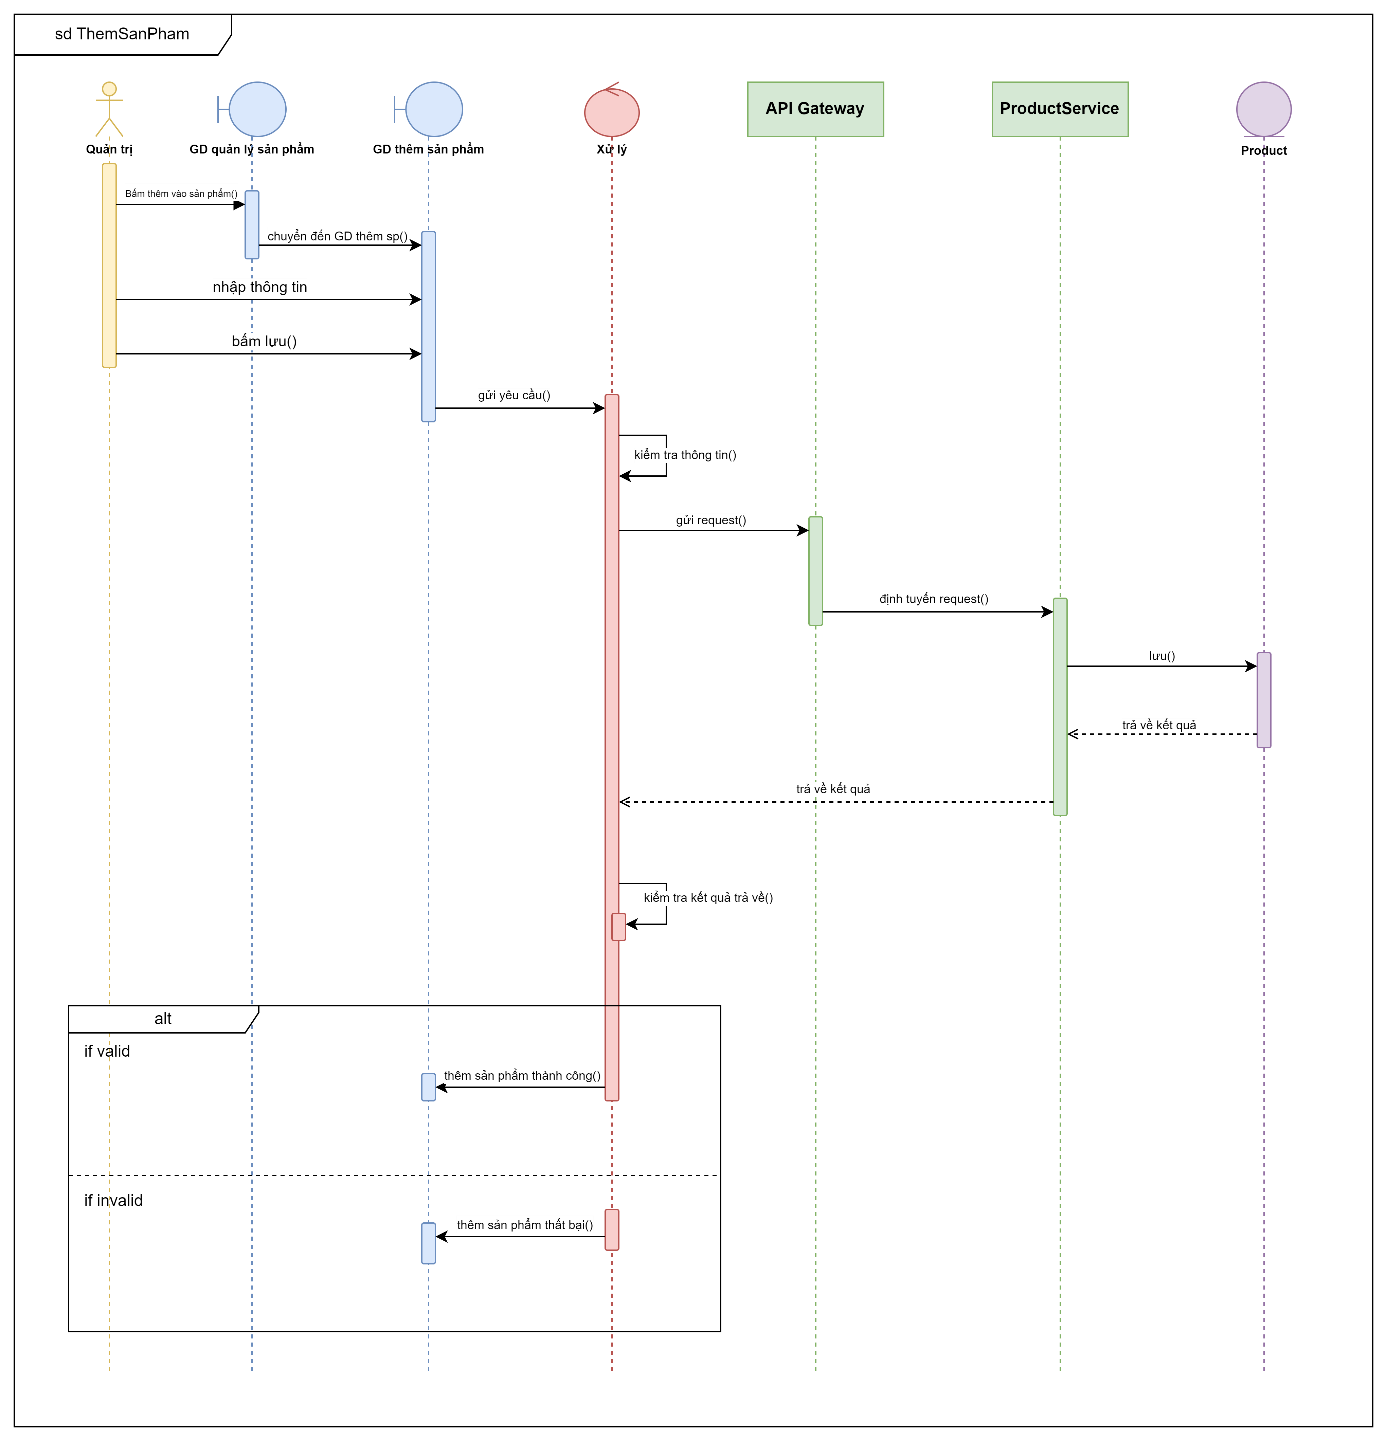 sd ThemSanPham
API Gateway
ProductService
Quản trị
GD quản lý sản phẩm
GD thêm sản phẩm
Xử lý
Product
Bấm thêm vào sản phẩm()
chuyển đến GD thêm sp()
nhập thông tin
bấm lưu()
gửi yêu cầu()
kiểm tra thông tin()
gửi request()
định tuyến request()
lưu()
trả về kết quả
trả về kết quả
kiểm tra kết quả trả về()
alt
if valid
thêm sản phẩm thành công()
if invalid
thêm sản phẩm thất bại()